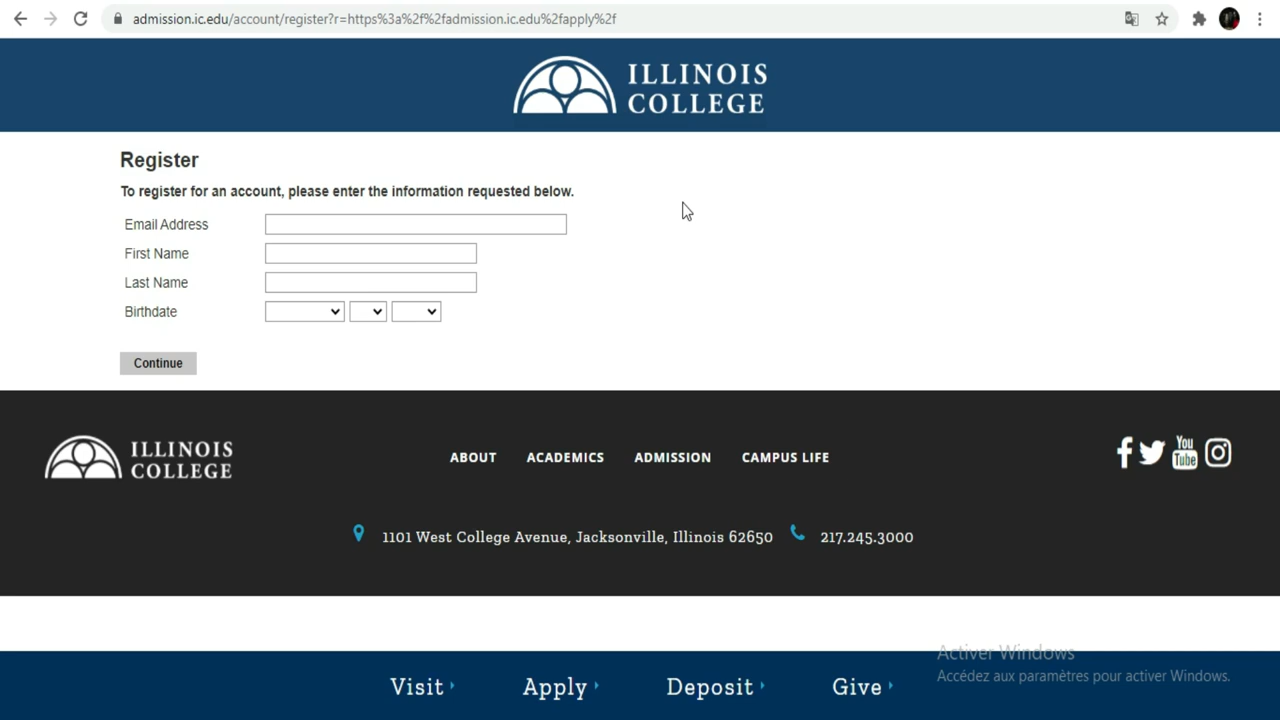 admission.ic.edu/account/register?r=https%3a%2f%2fadmission.ic.edu%2fapply%2f
ILLINOIS
COLLEGE
Register
To register for an account, please enter the information requested below.
Email Address
First Name
Last Name
Birthdate
Continue
ILLINOIS
COLLEGE
ABOUT ACADEMICS ADMISSION CAMPUS LIFE
You
Tube
1101 West College Avenue, Jacksonville, Illinois 62650 217.245.3000
Activer Windows
Accédez aux paramètres pour activer Windows.
Visit Apply Deposit Give